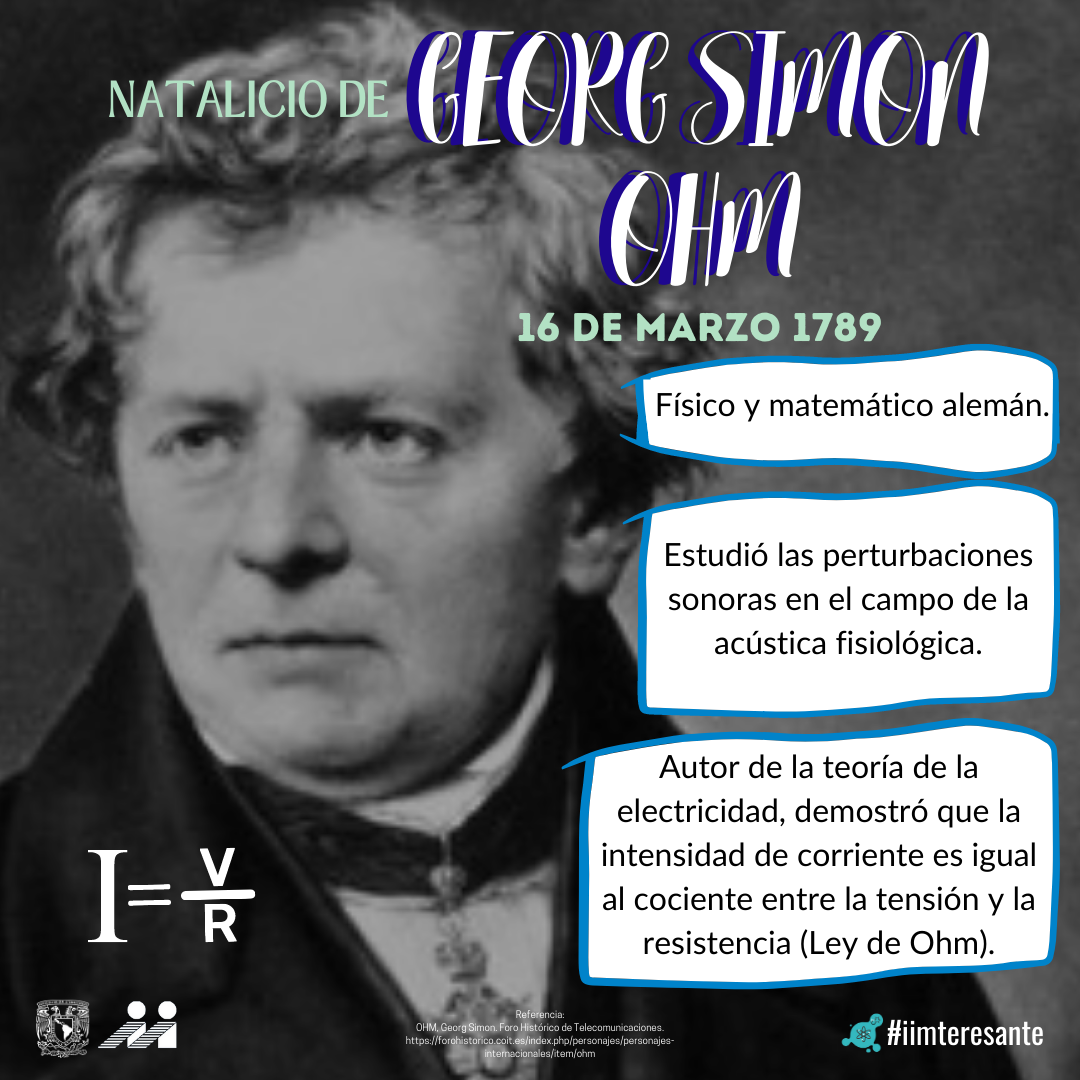 NATALICIO DE GEORG SIMON
OHM
16 DE MARZO 1789
Físico y matemático alemán.
Estudió las perturbaciones
sonoras en el campo de la
acústica fisiológica.
Autor de la teoría de la
electricidad, demostró que la
intensidad de corriente es igual
al cociente entre la tensión y la
resistencia (Ley de Ohm).
I = V
R
Referencia:
OHM, Georg Simon. Foro Histórico de Telecomunicaciones.
https://forohistorico.coit.es/index.php/personajes/personajes-
internacionales/item/ohm
#iimteresante